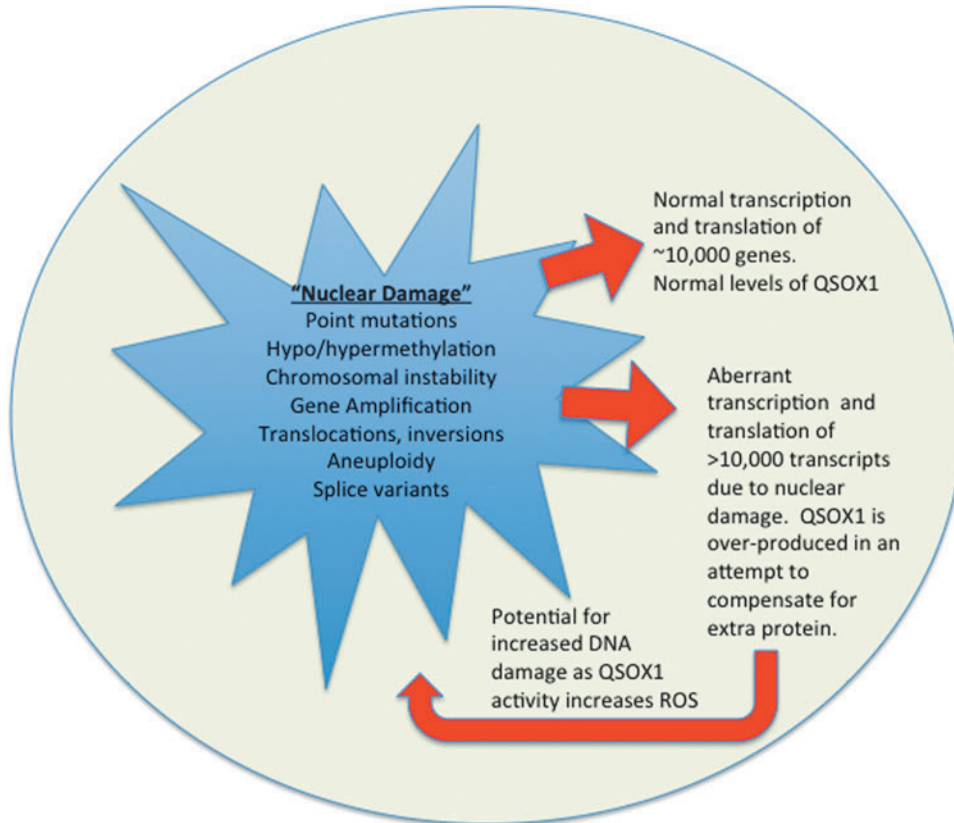 "Nuclear Damage"
Point mutations
Hypo/hypermethylation
Chromosomal instability
Gene Amplification
Translocations, inversions
Aneuploidy
Splice variants
Normal transcription
and translation of
~10,000 genes.
Normal levels of QSOX1
Aberrant
transcription and
translation of
>10,000 transcripts
due to nuclear
damage. QSOX1 is
over-produced in an
attempt to
compensate for
extra protein.
Potential for
increased DNA
damage as QSOX1
activity increases ROS